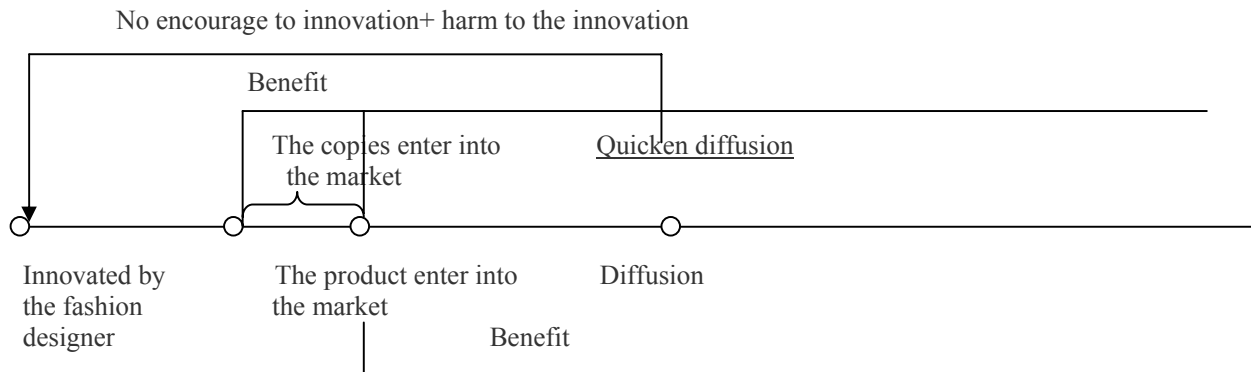 No encourage to innovation+ harm to the innovation
Benefit
The copies enter into
the market
Quicken diffusion
Innovated by
the fashion
designer
The product enter into
the market
Diffusion
Benefit